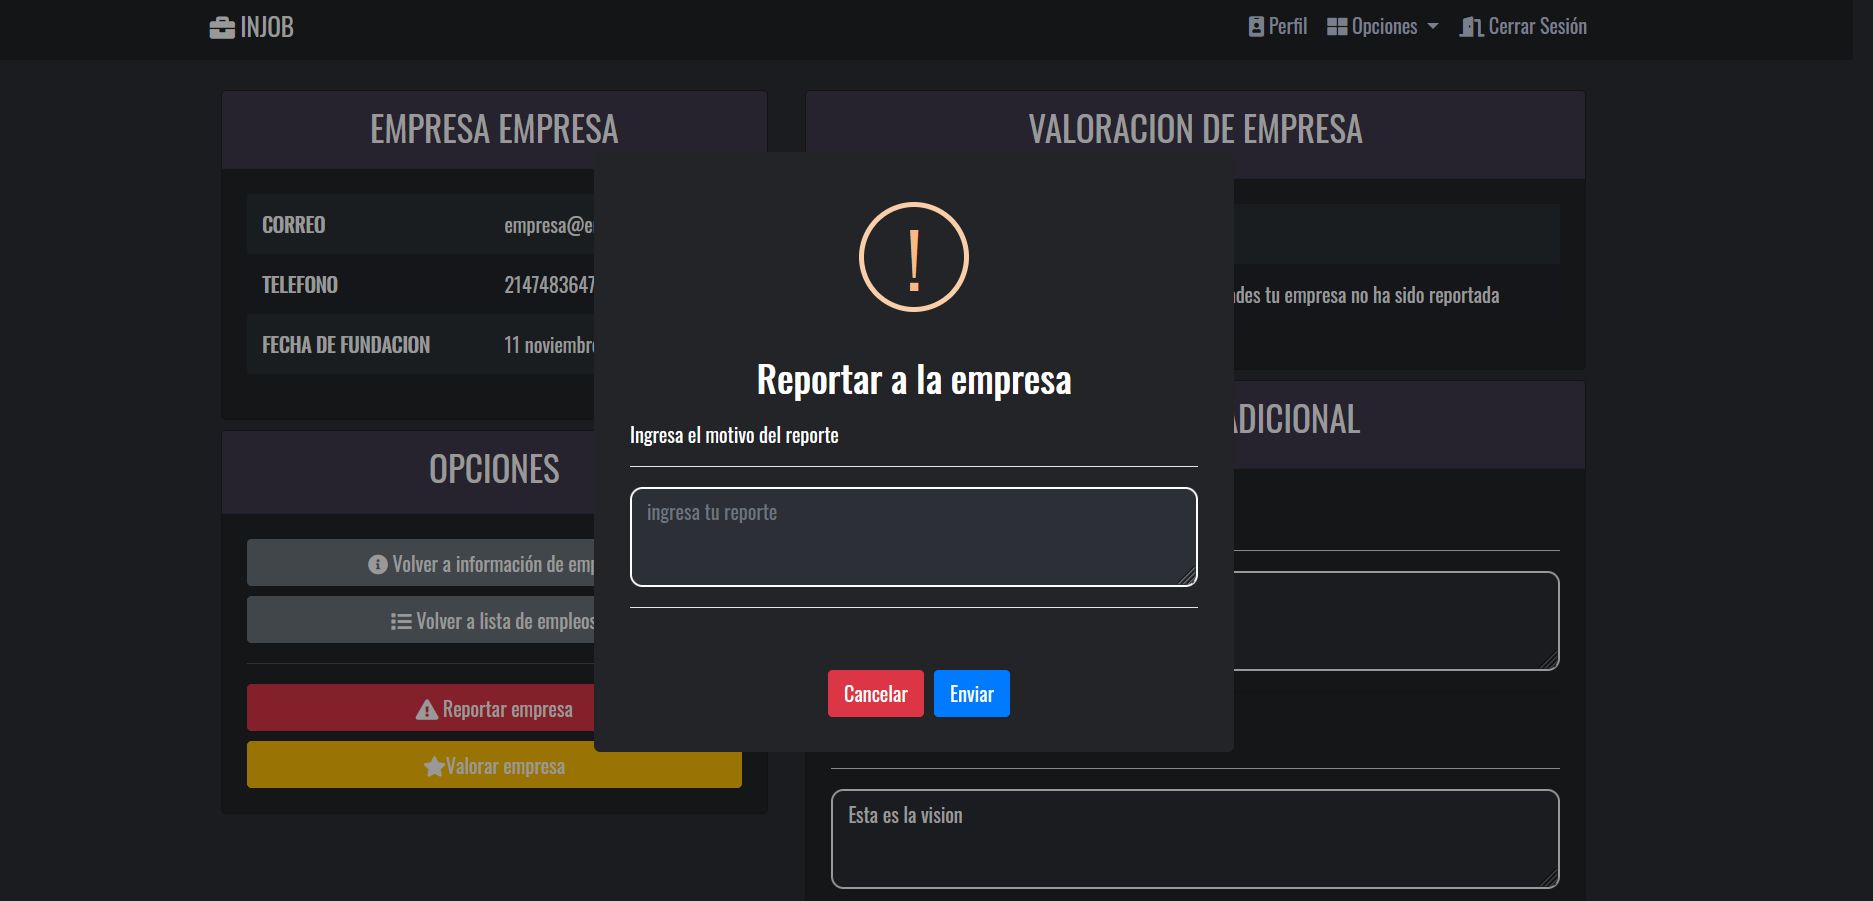 INJOB
Perfil
Opciones
Cerrar Sesión
EMPRESA EMPRESA
CORREO empresa@e
TELEFONO 2147483647
FECHA DE FUNDACION 11 noviembre
OPCIONES
Volver a información de emp
Volver a lista de empleos
Reportar empresa
Valorar empresa
VALORACION DE EMPRESA
des tu empresa no ha sido reportada
ADICIONAL
Esta es la vision
!
Reportar a la empresa
Ingresa el motivo del reporte
ingresa tu reporte
Cancelar
Enviar